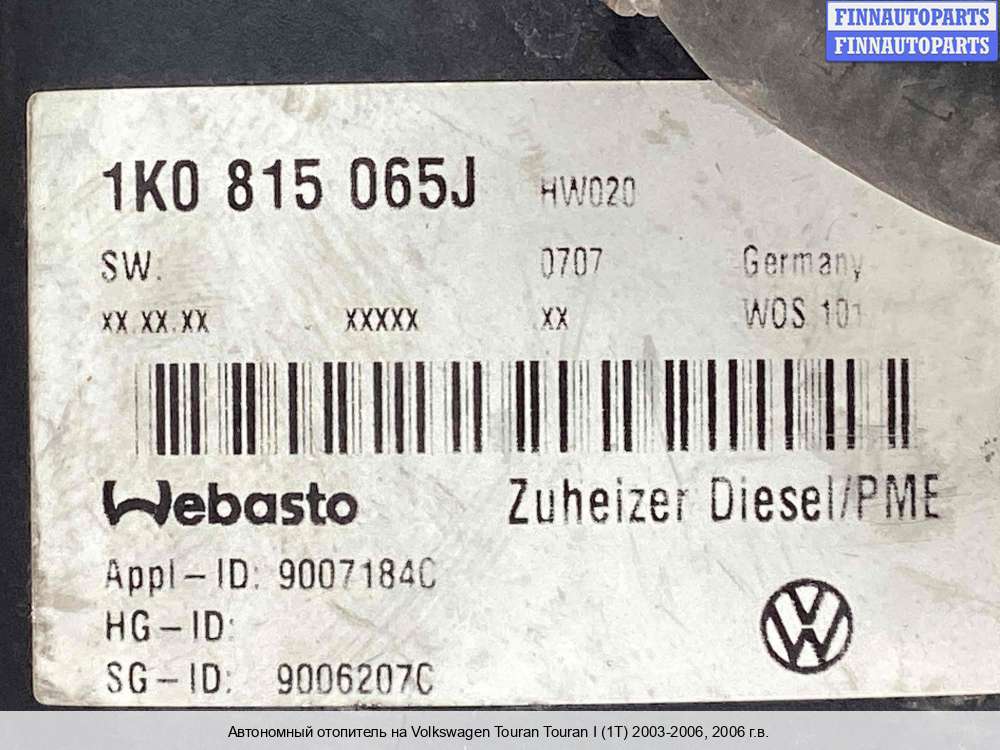 FINNAUTOPARTS
FINNAUTOPARTS
1K0 815 065J HW020
SW. 0707 Germany
XX.XX.XX XXXXX XX WOS 101
Webasto Zuheizer Diesel/PME
Appl-ID: 9007184C
HG-ID:
SG-ID: 9006207C
Автономный отопитель на Volkswagen Touran Touran I (1T) 2003-2006, 2006 г.в.